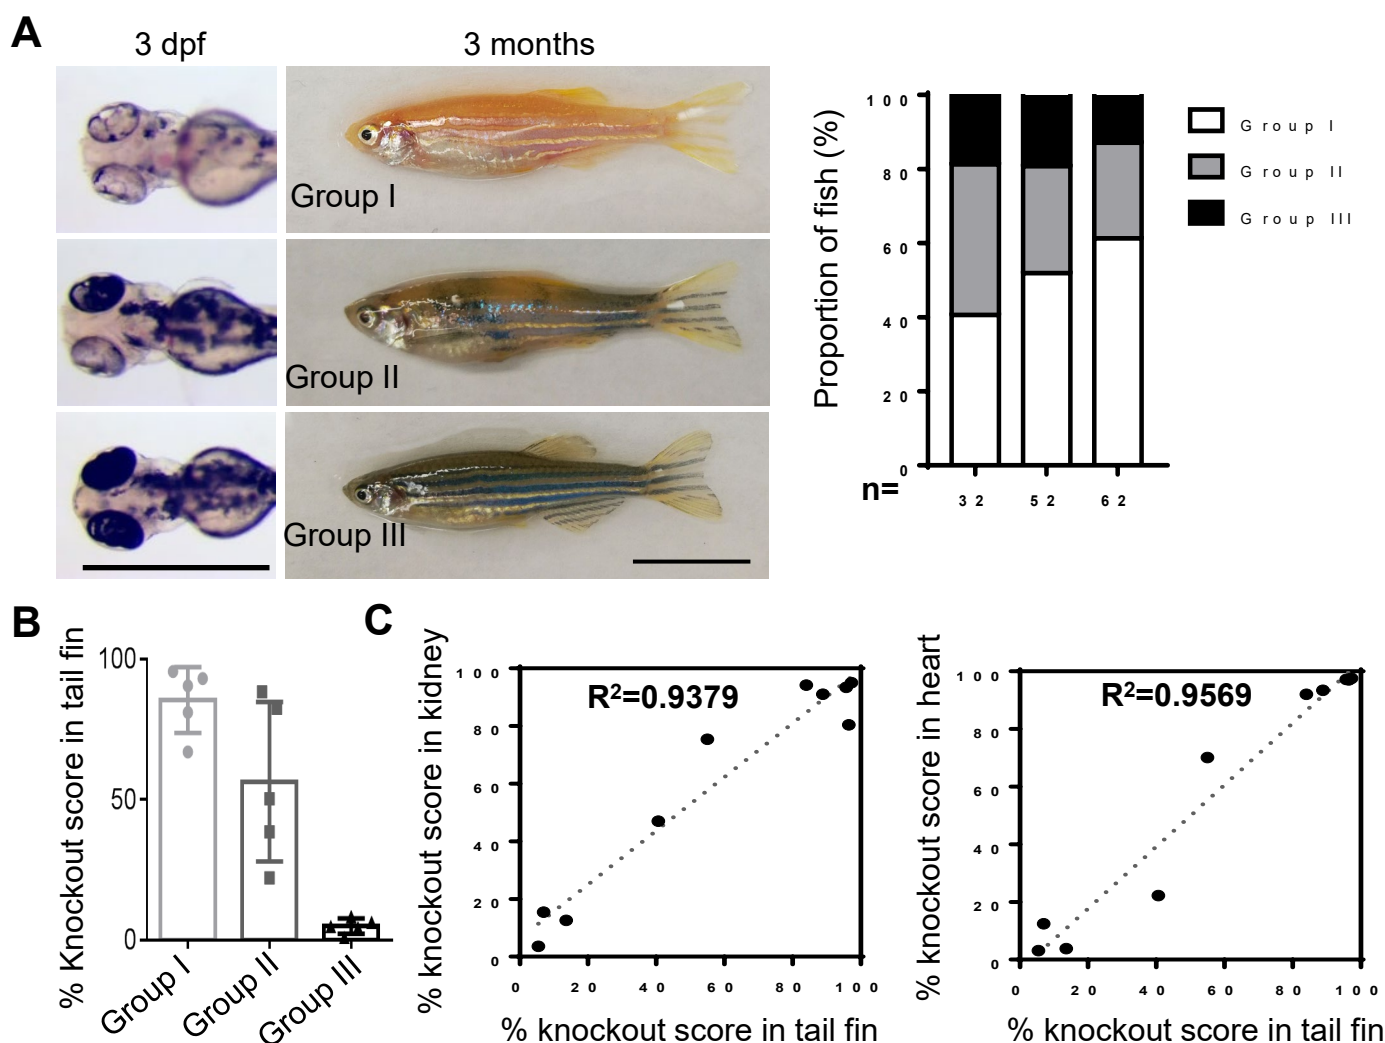 A
3 dpf
3 months
Group I
Group II
Group III
Proportion of fish (%)
100
80
60
40
20
0
n=
32
52
62
Group I
Group II
Group III
B
% Knockout score in tail fin
100
50
0
Group I
Group II
Group III
C
% knockout score in kidney
100
80
60
40
20
0
R²=0.9379
0 20 40 60 80 100
% knockout score in tail fin
% knockout score in heart
100
80
60
40
20
0
R²=0.9569
0 20 40 60 80 100
% knockout score in tail fin